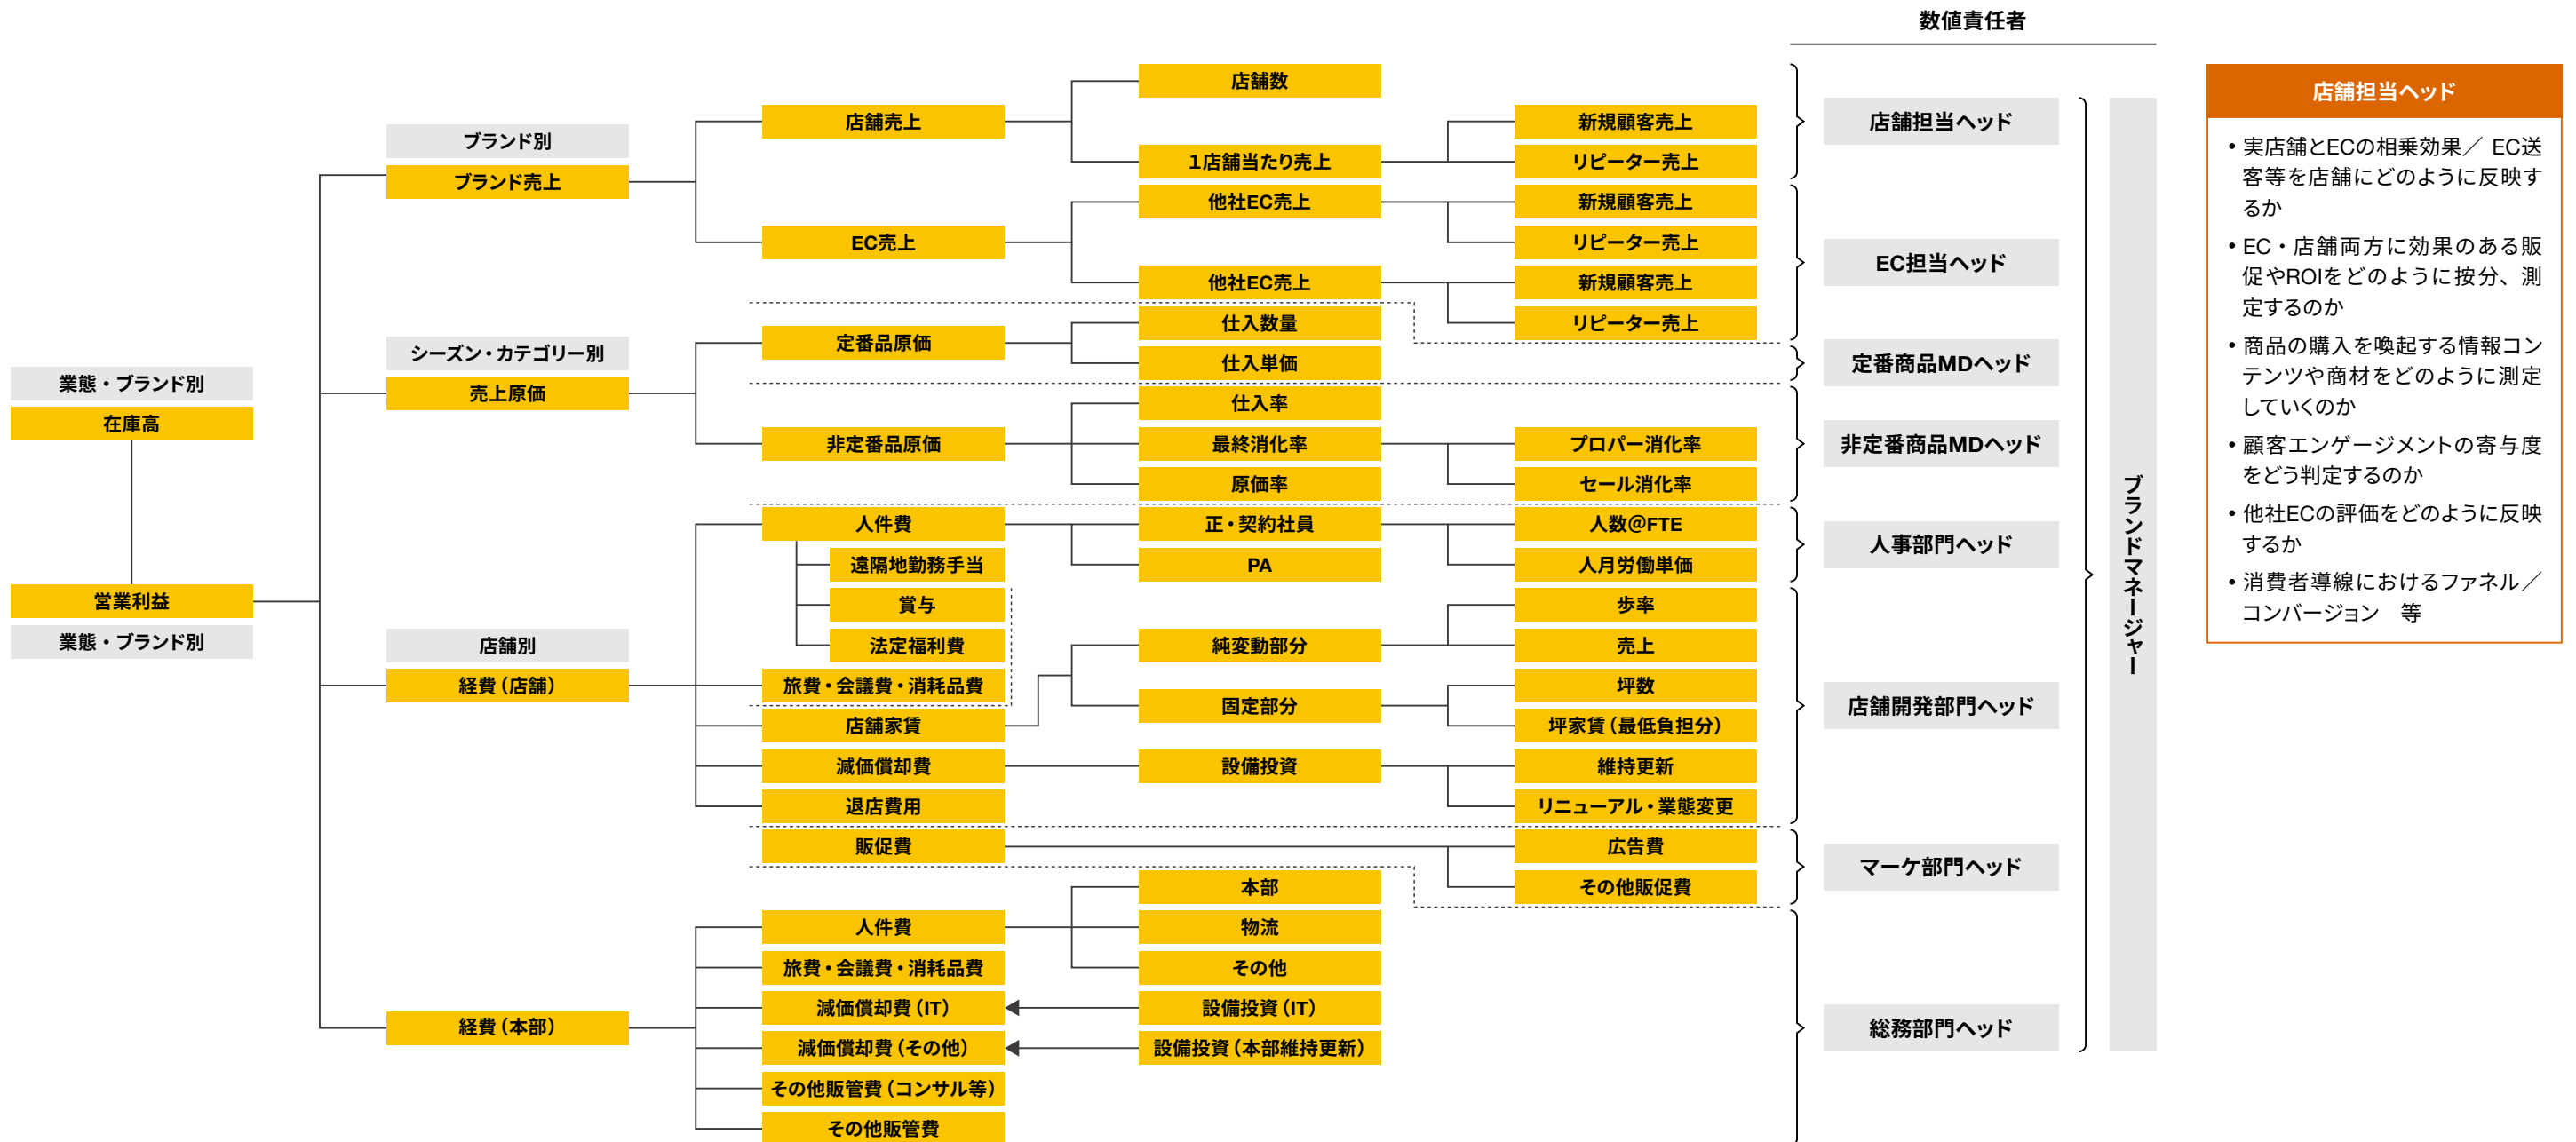 数値責任者
業態・ブランド別
在庫高
営業利益
業態・ブランド別
ブランド別
ブランド売上
シーズン・カテゴリー別
売上原価
店舗別
経費（店舗）
経費（本部）
店舗売上
EC売上
定番品原価
非定番品原価
人件費
遠隔地勤務手当
賞与
法定福利費
旅費・会議費・消耗品費
店舗家賃
減価償却費
退店費用
販促費
人件費
旅費・会議費・消耗品費
減価償却費（IT）
減価償却費（その他）
その他販管費（コンサル等）
その他販管費
店舗数
1店舗当たり売上
他社EC売上
他社EC売上
仕入数量
仕入単価
仕入率
最終消化率
原価率
正・契約社員
PA
純変動部分
固定部分
設備投資
本部
物流
その他
設備投資（IT）
設備投資（本部維持更新）
新規顧客売上
リピーター売上
新規顧客売上
リピーター売上
新規顧客売上
リピーター売上
プロパー消化率
セール消化率
人数@FTE
人月労働単価
歩率
売上
坪数
坪家賃（最低負担分）
維持更新
リニューアル・業態変更
広告費
その他販促費
店舗担当ヘッド
EC担当ヘッド
定番商品MDヘッド
非定番商品MDヘッド
人事部門ヘッド
店舗開発部門ヘッド
マーケ部門ヘッド
総務部門ヘッド
ブランドマネージャー
店舗担当ヘッド
• 実店舗とECの相乗効果／ EC送
客等を店舗にどのように反映す
るか
• EC・店舗両方に効果のある販
促やROIをどのように按分、測
定するのか
• 商品の購入を喚起する情報コン
テンツや商材をどのように測定
していくのか
• 顧客エンゲージメントの寄与度
をどう判定するのか
• 他社ECの評価をどのように反映
するか
• 消費者導線におけるファネル／
コンバージョン　等